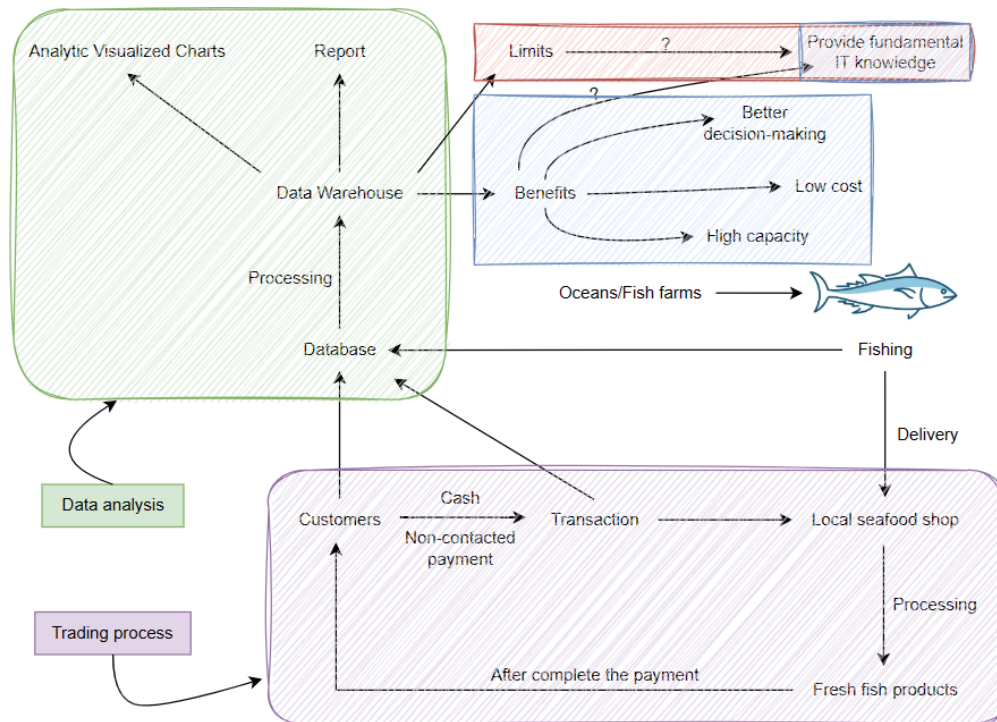 Analytic Visualized Charts
Report
Limits
?
Provide fundamental
IT knowledge
?
Better
decision-making
Data Warehouse
Benefits
Low cost
High capacity
Processing
Oceans/Fish farms
Database
Fishing
Delivery
Data analysis
Cash
Customers
Transaction
Local seafood shop
Non-contacted
payment
Processing
Trading process
After complete the payment
Fresh fish products